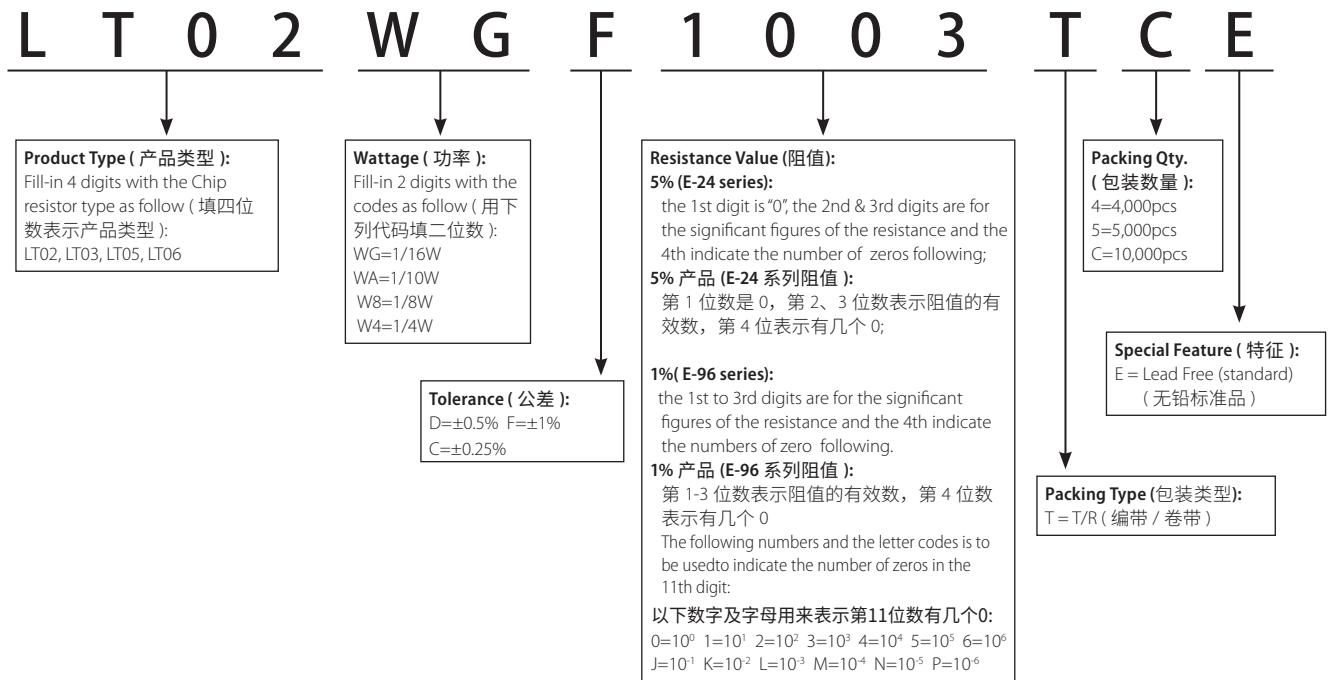 L T 0 2 W G F 1 0 0 3 T C E
Product Type ( 产品类型 ):
Fill-in 4 digits with the Chip
resistor type as follow ( 填四位
数表示产品类型 ):
LT02, LT03, LT05, LT06
Wattage ( 功率 ):
Fill-in 2 digits with the
codes as follow ( 用下
列代码填二位数 ):
WG=1/16W
WA=1/10W
W8=1/8W
W4=1/4W
Tolerance ( 公差 ):
D=±0.5% F=±1%
C=±0.25%
Resistance Value (阻值):
5% (E-24 series):
the 1st digit is “0”, the 2nd & 3rd digits are for
the significant figures of the resistance and the
4th indicate the number of zeros following;
5% 产品 (E-24 系列阻值 ):
第 1 位数是 0，第 2、3 位数表示阻值的有
效数，第 4 位表示有几个 0;
1%( E-96 series):
the 1st to 3rd digits are for the significant
figures of the resistance and the 4th indicate
the numbers of zero following.
1% 产品 (E-96 系列阻值 ):
第 1-3 位数表示阻值的有效数，第 4 位数
表示有几个 0
The following numbers and the letter codes is to
be usedto indicate the number of zeros in the
11th digit:
以下数字及字母用来表示第11位数有几个0:
0=10⁰ 1=10¹ 2=10² 3=10³ 4=10⁴ 5=10⁵ 6=10⁶
J=10⁻¹ K=10⁻² L=10⁻³ M=10⁻⁴ N=10⁻⁵ P=10⁻⁶
Packing Qty.
( 包装数量 ):
4=4,000pcs
5=5,000pcs
C=10,000pcs
Special Feature ( 特征 ):
E = Lead Free (standard)
( 无铅标准品 )
Packing Type (包装类型):
T = T/R ( 编带 / 卷带 )